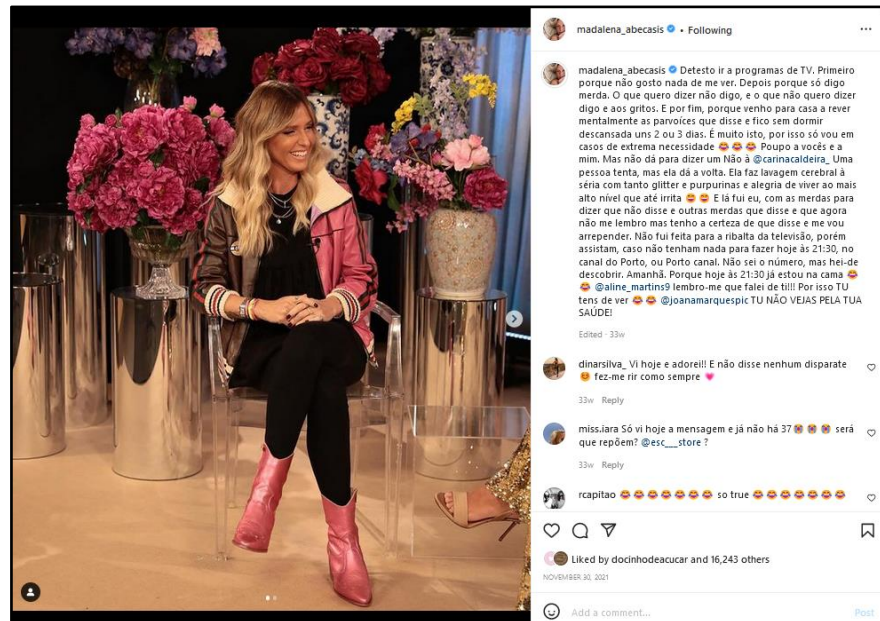 madalena_abecasis • Following
madalena_abecasis Detesto ir a programas de TV. Primeiro
porque não gosto nada de me ver. Depois porque só digo
merda. O que quero dizer não digo, e o que não quero dizer
digo e aos gritos. E por fim, porque venho para casa a rever
mentalmente as parvoíces que disse e fico sem dormir
descansada uns 2 ou 3 dias. É muito isto, por isso só vou em
casos de extrema necessidade 😂 😂 😂 Poupo a vocês e a
mim. Mas não dá para dizer um Não à @carinacaldeira_ Uma
pessoa tenta, mas ela dá a volta. Ela faz lavagem cerebral à
séria com tanto glitter e purpurinas e alegria de viver ao mais
alto nível que até irrita 😂 😂 E lá fui eu, com as merdas para
dizer que não disse e outras merdas que disse e que agora
não me lembro mas tenho a certeza de que disse e me vou
arrepender. Não fui feita para a ribalta da televisão, porém
assistam, caso não tenham nada para fazer hoje às 21:30, no
canal do Porto, ou Porto canal. Não sei o número, mas hei-de
descobrir. Amanhã. Porque hoje às 21:30 já estou na cama 😂
😂 @aline_martins9 lembro-me que falei de ti!!! Por isso TU
tens de ver 😂 😂 @joanamarquespic TU NÃO VEJAS PELA TUA
SAÚDE!
Edited · 33w
dinarsilva_ Vi hoje e adorei!! E não disse nenhum disparate
😊 fez-me rir como sempre 💗
33w Reply
miss.iara Só vi hoje a mensagem e já não há 37 😭 😭 😭 será
que repõem? @esc___store ?
33w Reply
rcapitao 😂 😂 😂 😂 😂 😂 😂 so true 😂 😂 😂 😂 😂 😂 😂
Liked by docinhodeacucar and 16,243 others
NOVEMBER 30, 2021
Add a comment... Post